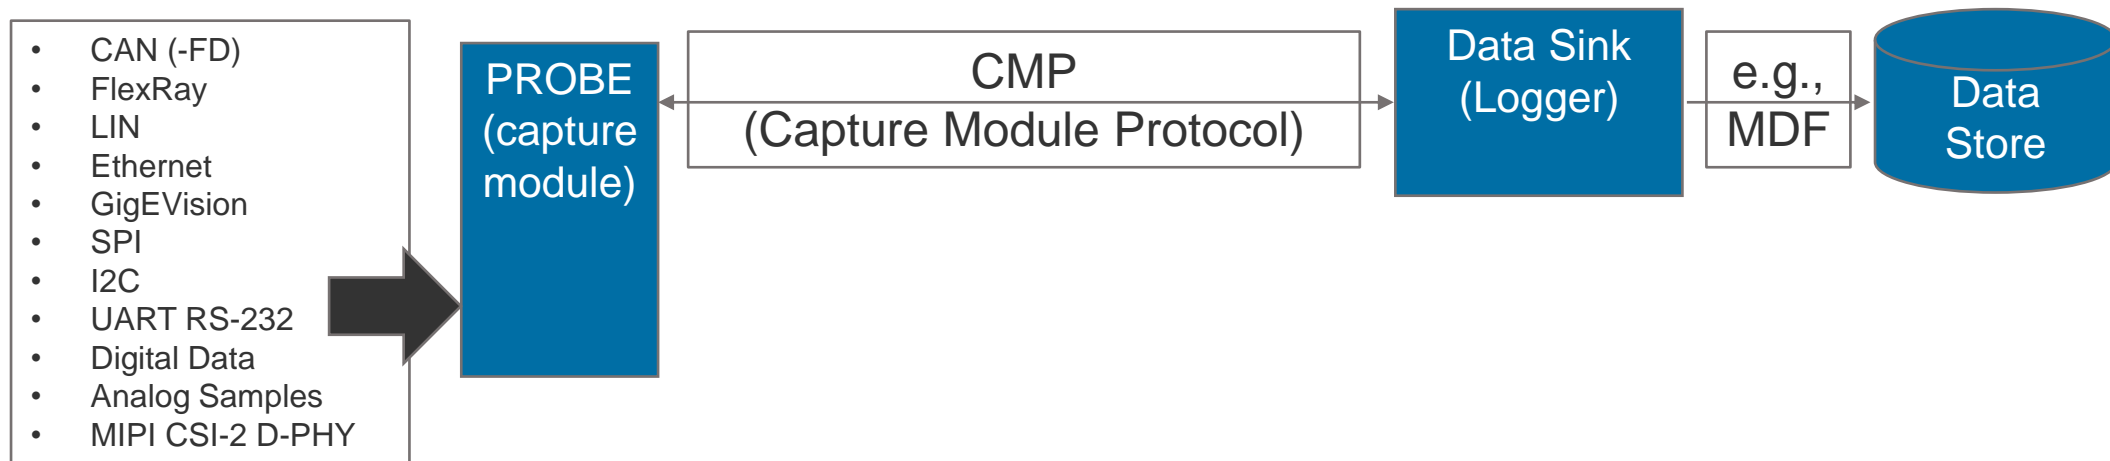 • CAN (-FD)
• FlexRay
• LIN
• Ethernet
• GigEVision
• SPI
• I2C
• UART RS-232
• Digital Data
• Analog Samples
• MIPI CSI-2 D-PHY
PROBE
(capture
module)
CMP
(Capture Module Protocol)
Data Sink
(Logger)
e.g.,
MDF
Data
Store